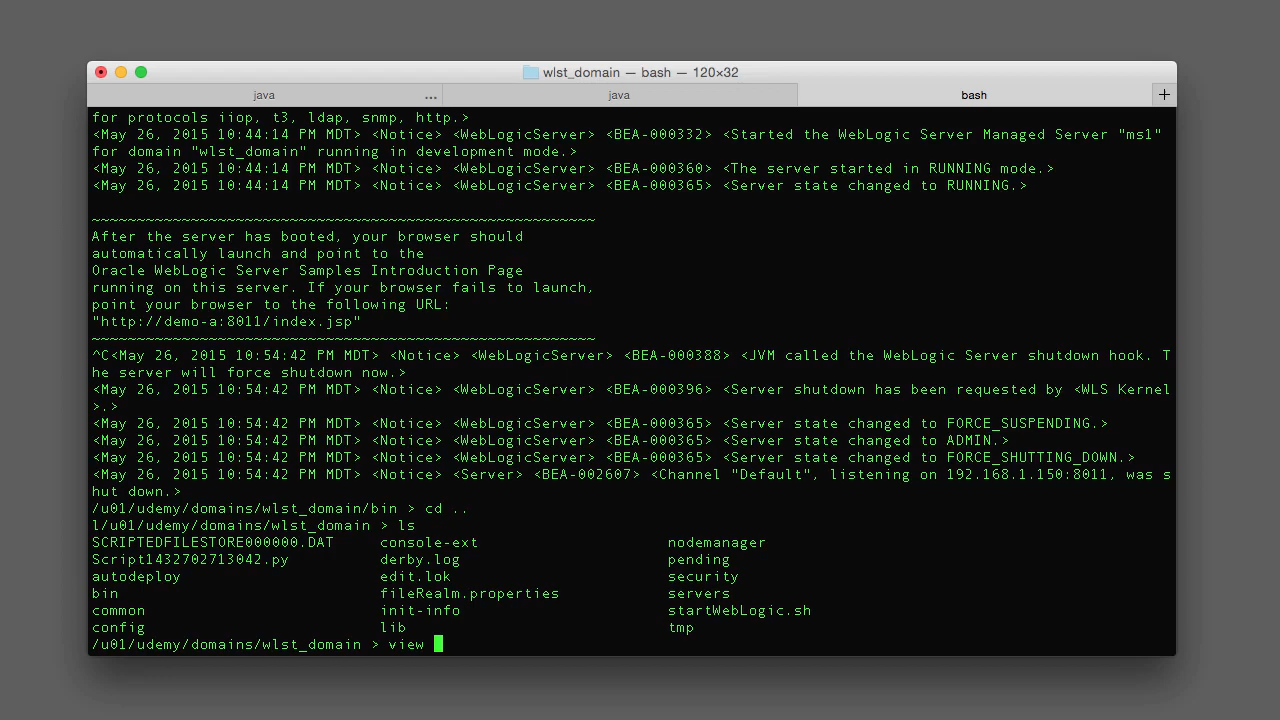 wlst_domain — bash — 120×32
java ... java bash +
for protocols iiop, t3, ldap, snmp, http.>
<May 26, 2015 10:44:14 PM MDT> <Notice> <WebLogicServer> <BEA-000332> <Started the WebLogic Server Managed Server "ms1"
for domain "wlst_domain" running in development mode.>
<May 26, 2015 10:44:14 PM MDT> <Notice> <WebLogicServer> <BEA-000360> <The server started in RUNNING mode.>
<May 26, 2015 10:44:14 PM MDT> <Notice> <WebLogicServer> <BEA-000365> <Server state changed to RUNNING.>
~~~~~~~~~~~~~~~~~~~~~~~~~~~~~~~~~~~~~~~~~~~~~~~~~~~~~~~~
After the server has booted, your browser should
automatically launch and point to the
Oracle WebLogic Server Samples Introduction Page
running on this server. If your browser fails to launch,
point your browser to the following URL:
"http://demo-a:8011/index.jsp"
~~~~~~~~~~~~~~~~~~~~~~~~~~~~~~~~~~~~~~~~~~~~~~~~~~~~~~~~
^C<May 26, 2015 10:54:42 PM MDT> <Notice> <WebLogicServer> <BEA-000388> <JVM called the WebLogic Server shutdown hook. T
he server will force shutdown now.>
<May 26, 2015 10:54:42 PM MDT> <Notice> <WebLogicServer> <BEA-000396> <Server shutdown has been requested by <WLS Kernel
>.>
<May 26, 2015 10:54:42 PM MDT> <Notice> <WebLogicServer> <BEA-000365> <Server state changed to FORCE_SUSPENDING.>
<May 26, 2015 10:54:42 PM MDT> <Notice> <WebLogicServer> <BEA-000365> <Server state changed to ADMIN.>
<May 26, 2015 10:54:42 PM MDT> <Notice> <WebLogicServer> <BEA-000365> <Server state changed to FORCE_SHUTTING_DOWN.>
<May 26, 2015 10:54:42 PM MDT> <Notice> <Server> <BEA-002607> <Channel "Default", listening on 192.168.1.150:8011, was s
hut down.>
/u01/udemy/domains/wlst_domain/bin > cd ..
l/u01/udemy/domains/wlst_domain > ls
SCRIPTEDFILESTORE000000.DAT console-ext nodemanager
Script1432702713042.py derby.log pending
autodeploy edit.lok security
bin fileRealm.properties servers
common init-info startWebLogic.sh
config lib tmp
/u01/udemy/domains/wlst_domain > view